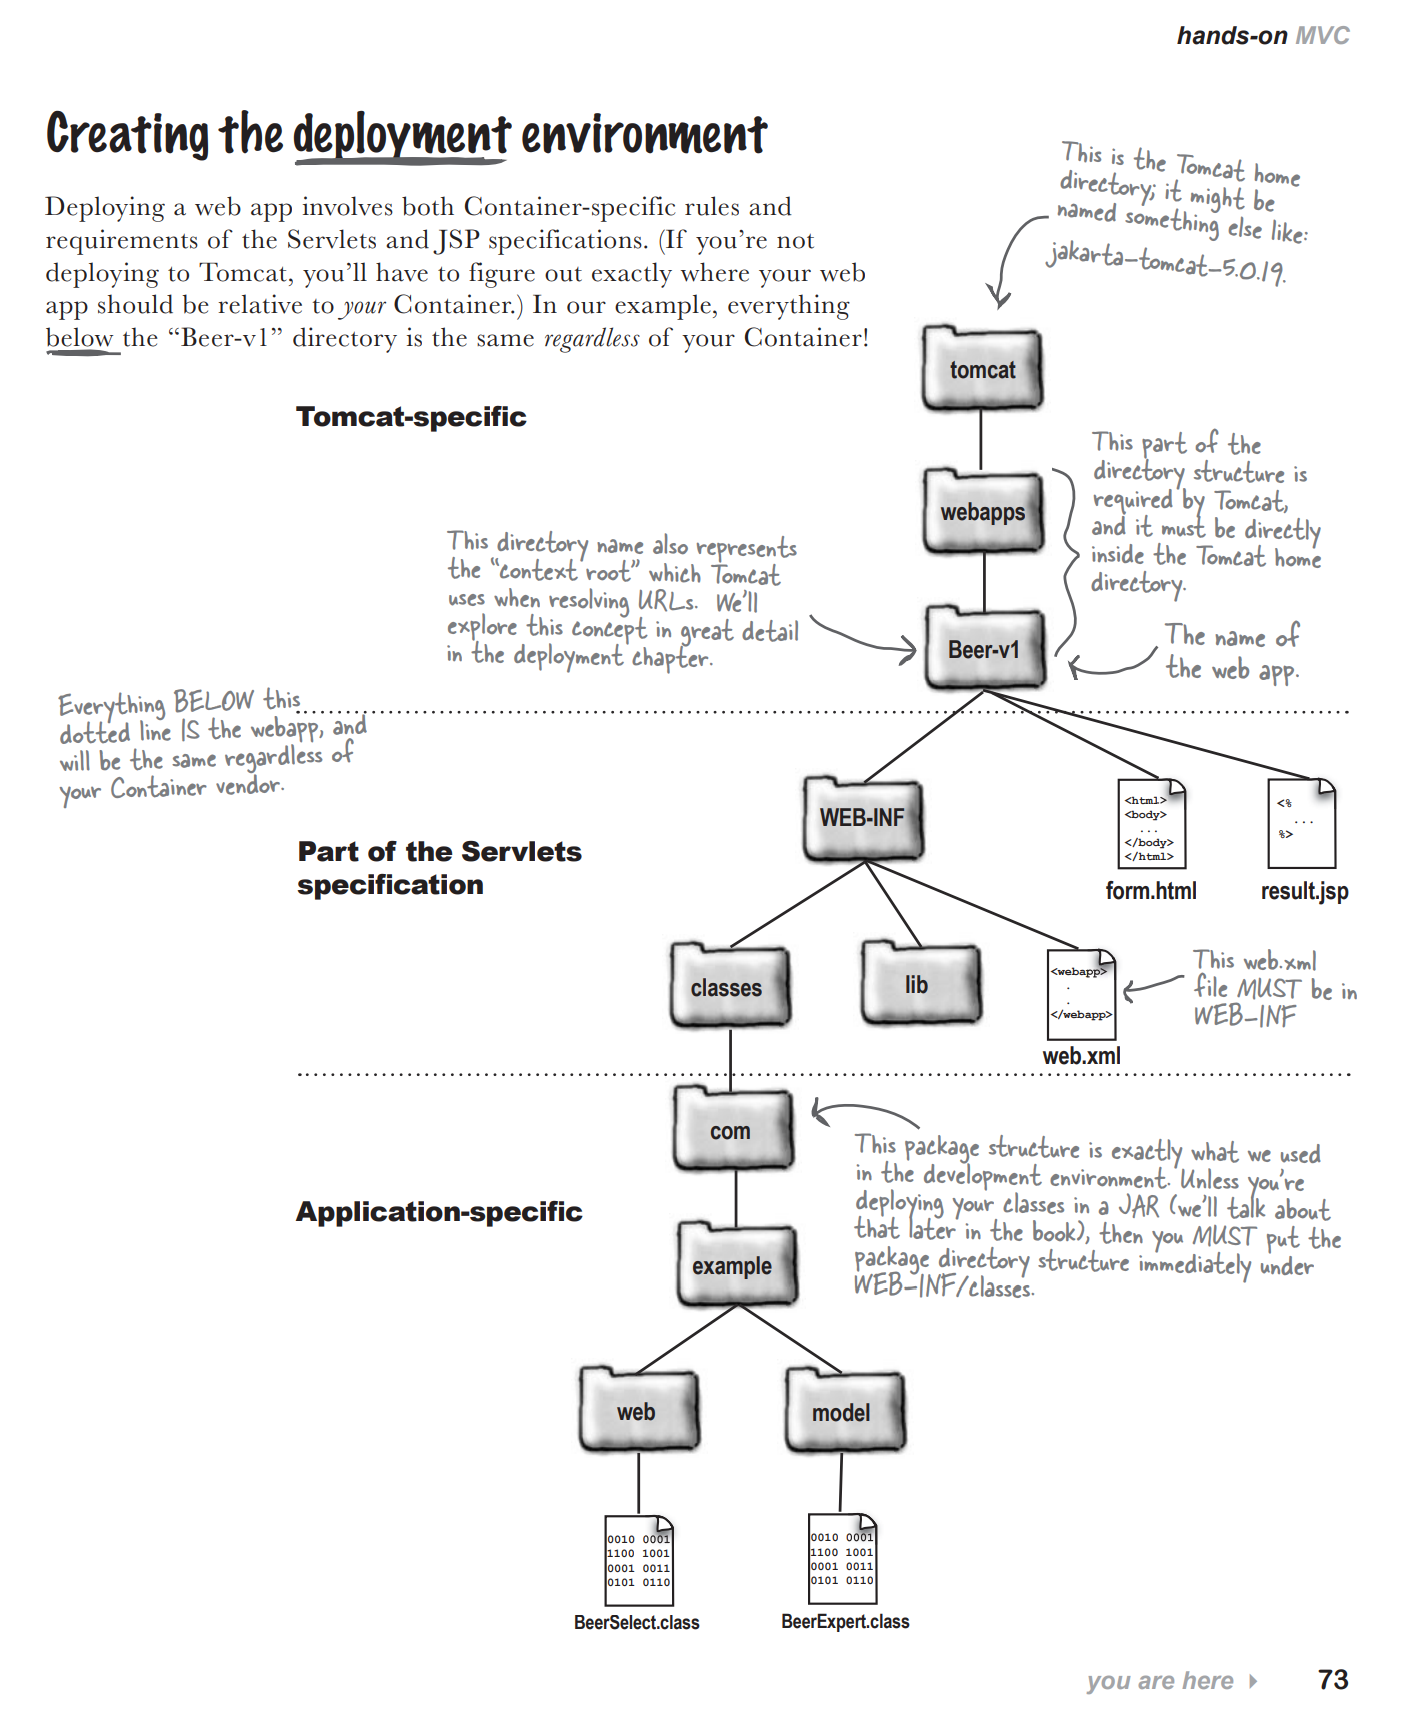 hands-on MVC
Creating the deployment environment
Deploying a web app involves both Container-specific rules and
requirements of the Servlets and JSP specifications. (If you’re not
deploying to Tomcat, you’ll have to figure out exactly where your web
app should be relative to your Container.) In our example, everything
below the “Beer-v1” directory is the same regardless of your Container!
This is the Tomcat home
directory; it might be
named something else like:
jakarta-tomcat-5.0.19.
tomcat
Tomcat-specific
This part of the
directory structure is
required by Tomcat,
and it must be directly
inside the Tomcat home
directory.
webapps
This directory name also represents
the “context root” which Tomcat
uses when resolving URLs. We’ll
explore this concept in great detail
in the deployment chapter.
Beer-v1
The name of
the web app.
Everything BELOW this
dotted line IS the webapp, and
will be the same regardless of
your Container vendor.
WEB-INF
<html>
<body>
...
</body>
</html>
form.html
<%
...
%>
result.jsp
Part of the Servlets
specification
classes
lib
<webapp>
.
.
</webapp>
web.xml
This web.xml
file MUST be in
WEB-INF
com
This package structure is exactly what we used
in the development environment. Unless you’re
deploying your classes in a JAR (we’ll talk about
that later in the book), then you MUST put the
package directory structure immediately under
WEB-INF/classes.
Application-specific
example
web
model
0010 0001
1100 1001
0001 0011
0101 0110
BeerSelect.class
0010 0001
1100 1001
0001 0011
0101 0110
BeerExpert.class
you are here
73